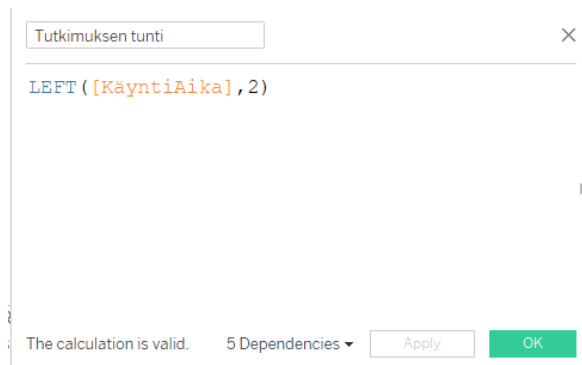 Tutkimuksen tunti
LEFT([KäyntiAika],2)
The calculation is valid. 5 Dependencies Apply OK